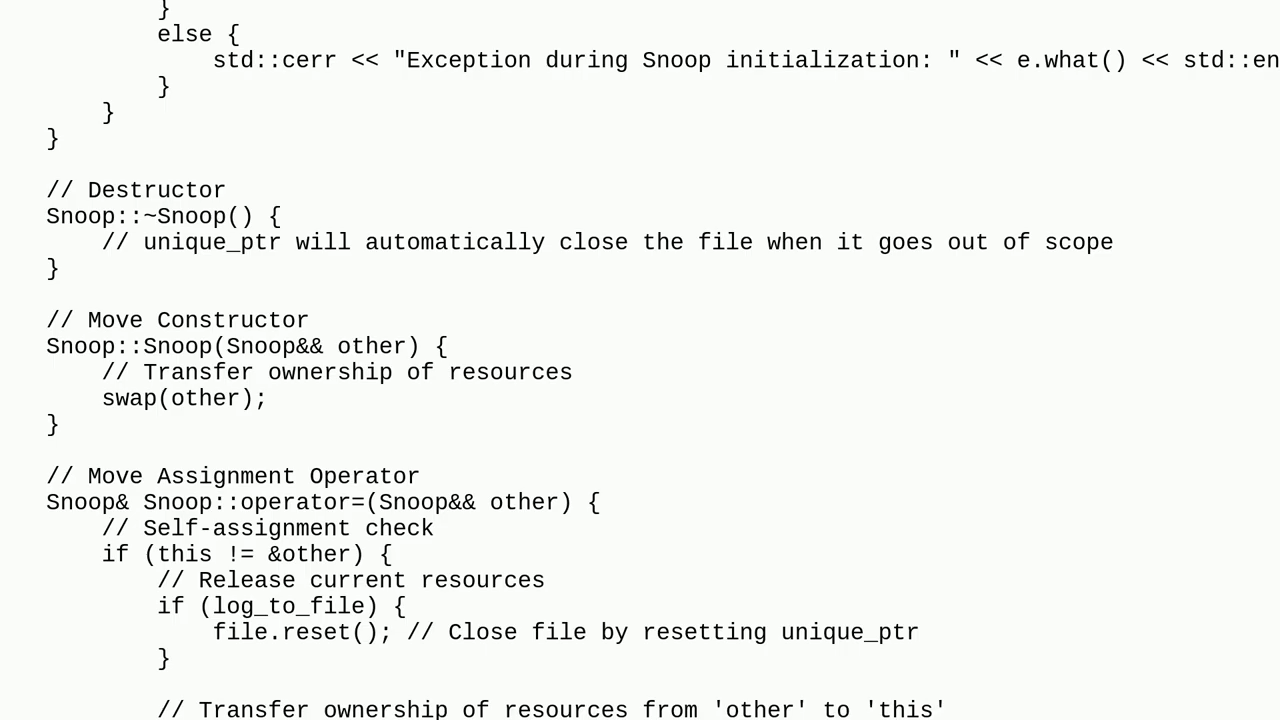 }
else {
std::cerr << "Exception during Snoop initialization: " << e.what() << std::en
}
}
}
// Destructor
Snoop::~Snoop() {
// unique_ptr will automatically close the file when it goes out of scope
}
// Move Constructor
Snoop::Snoop(Snoop&& other) {
// Transfer ownership of resources
swap(other);
}
// Move Assignment Operator
Snoop& Snoop::operator=(Snoop&& other) {
// Self-assignment check
if (this != &other) {
// Release current resources
if (log_to_file) {
file.reset(); // Close file by resetting unique_ptr
}
// Transfer ownership of resources from 'other' to 'this'